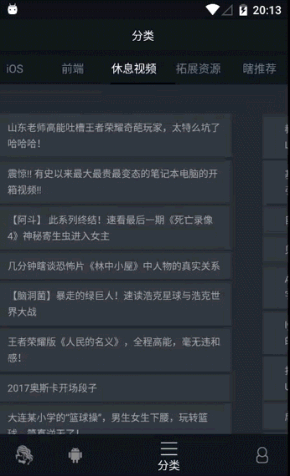 20:13
分类
iOS 前端 休息视频 拓展资源 瞎推荐
山东老师高能吐槽王者荣耀奇葩玩家，太特么坑了
哈哈哈！
震惊!! 有史以来最大最贵最变态的笔记本电脑的开
箱视频!!
【阿斗】 此系列终结！速看最后一期《死亡录像
4》神秘寄生虫进入女主
几分钟瞎谈恐怖片《林中小屋》中人物的真实关系
【脑洞菌】暴走的绿巨人！速读浩克星球与浩克世
界大战
王者荣耀版《人民的名义》，全程高能，毫无违和
感！
2017奥斯卡开场段子
大连某小学的“篮球操”，男生女生下腰，玩转篮
球，简直逆天了！
分类